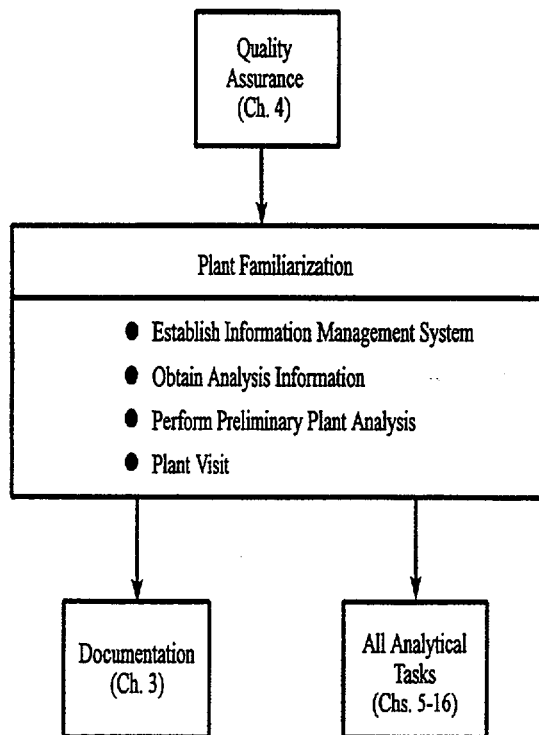 Quality
Assurance
(Ch. 4)
Plant Familiarization
● Establish Information Management System
● Obtain Analysis Information
● Perform Preliminary Plant Analysis
● Plant Visit
Documentation
(Ch. 3)
All Analytical
Tasks
(Chs. 5-16)